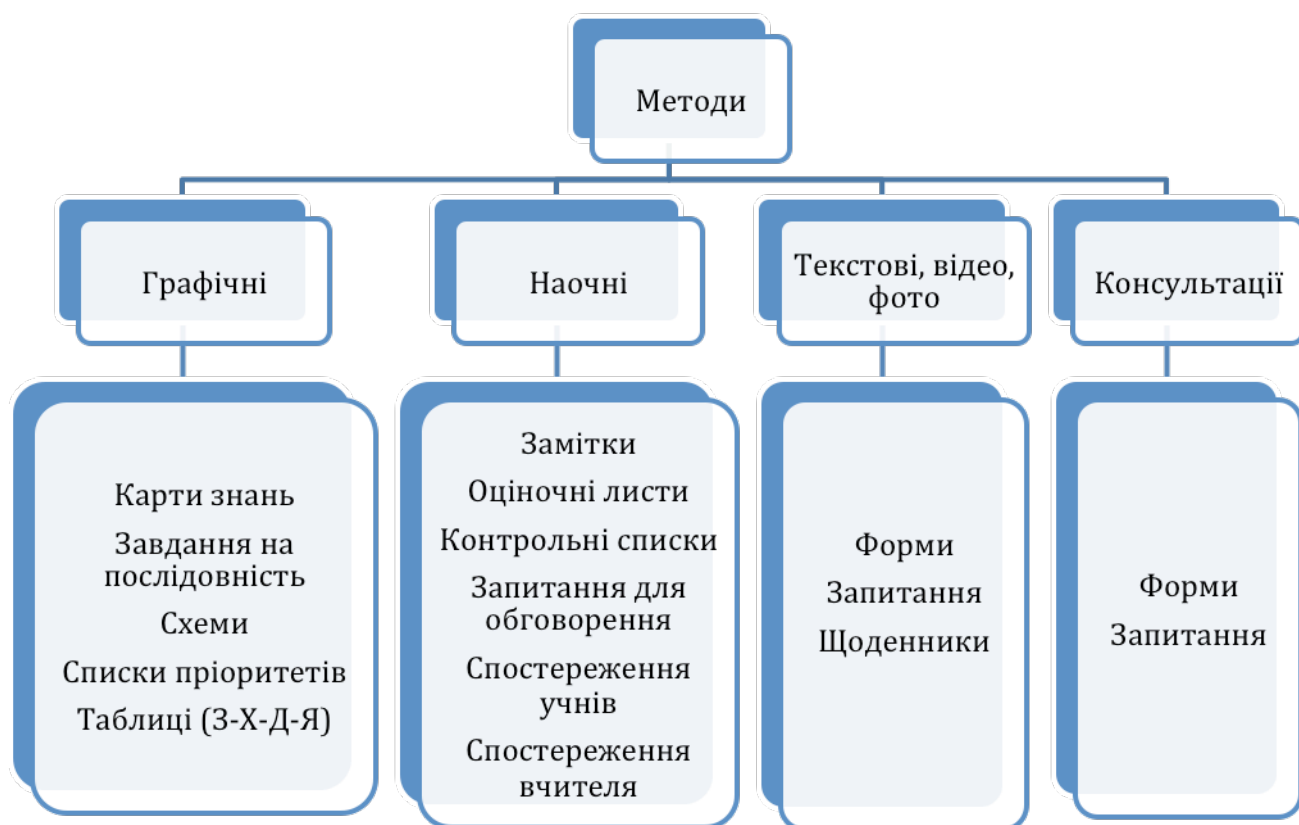 Методи
Графічні
Наочні
Текстові, відео,
фото
Консультації
Карти знань
Завдання на
послідовність
Схеми
Списки пріоритетів
Таблиці (З-Х-Д-Я)
Замітки
Оціночні листи
Контрольні списки
Запитання для
обговорення
Спостереження
учнів
Спостереження
вчителя
Форми
Запитання
Щоденники
Форми
Запитання